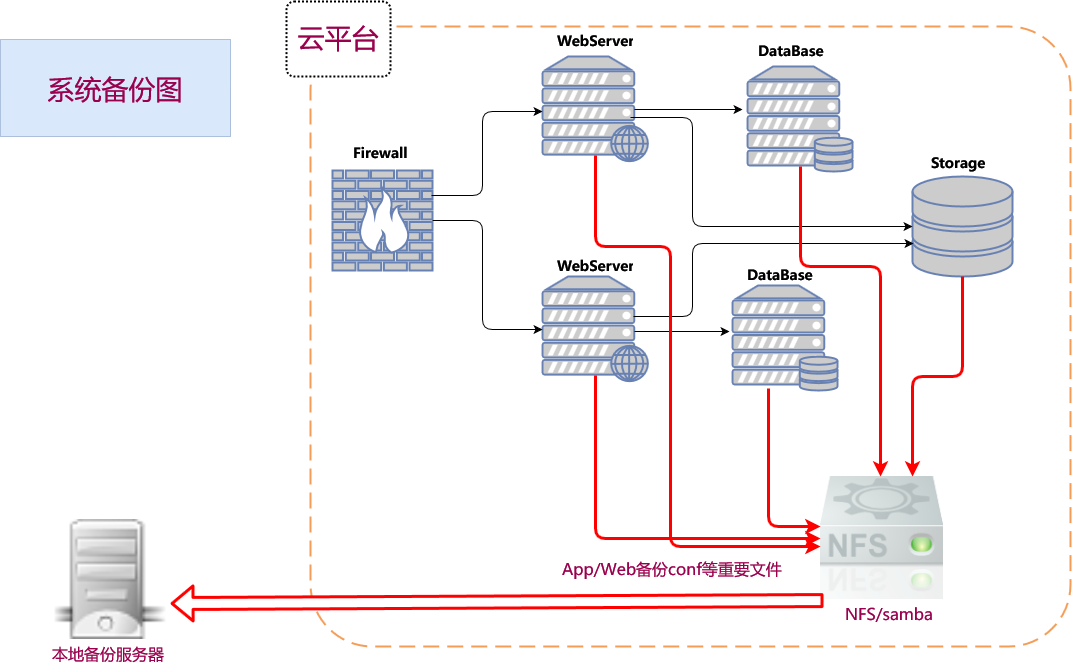 云平台
系统备份图
WebServer
DataBase
Firewall
Storage
WebServer
DataBase
NFS
App/Web备份conf等重要文件
NFS/samba
本地备份服务器